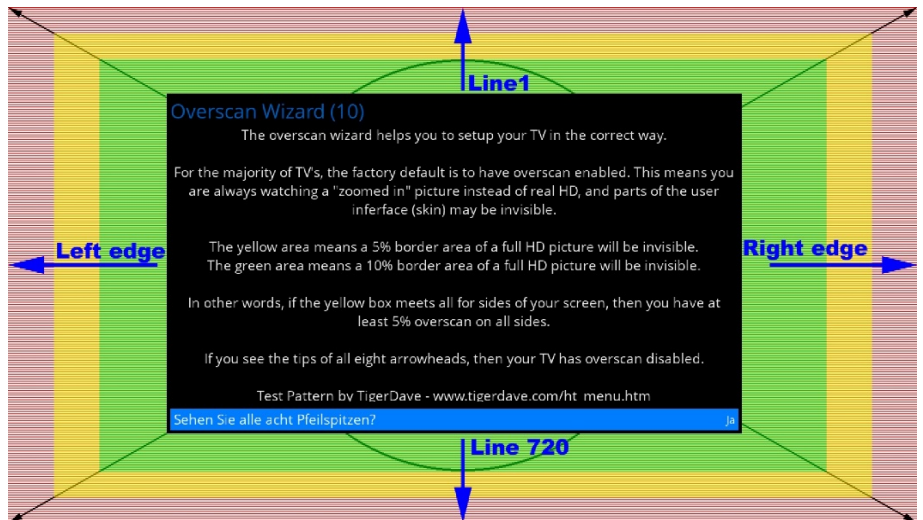 Line1
Overscan Wizard (10)
The overscan wizard helps you to setup your TV in the correct way.
For the majority of TV's, the factory default is to have overscan enabled. This means you
are always watching a "zoomed in" picture instead of real HD, and parts of the user
inferface (skin) may be invisible.
Left edge
Right edge
The yellow area means a 5% border area of a full HD picture will be invisible.
The green area means a 10% border area of a full HD picture will be invisible.
In other words, if the yellow box meets all for sides of your screen, then you have at
least 5% overscan on all sides.
If you see the tips of all eight arrowheads, then your TV has overscan disabled.
Test Pattern by TigerDave - www.tigerdave.com/ht_menu.htm
Sehen Sie alle acht Pfeilspitzen? Ja
Line 720